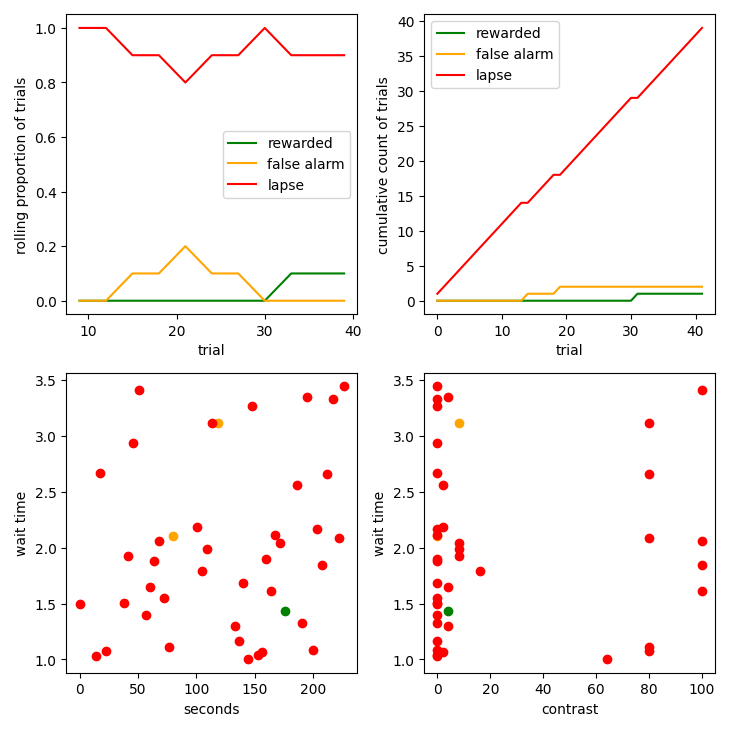 rolling proportion of trials
1.0
0.8
0.6
0.4
0.2
0.0
rewarded
false alarm
lapse
10 20 30 40
trial
cumulative count of trials
40
35
30
25
20
15
10
5
0
rewarded
false alarm
lapse
0 10 20 30 40
trial
wait time
3.5
3.0
2.5
2.0
1.5
1.0
0 50 100 150 200
seconds
wait time
3.5
3.0
2.5
2.0
1.5
1.0
0 20 40 60 80 100
contrast